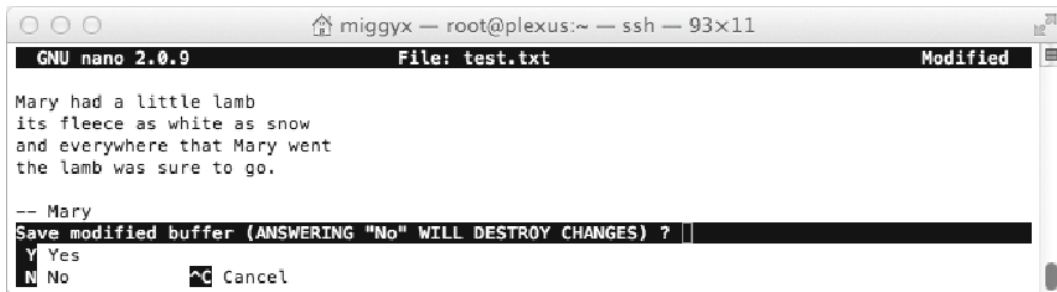 miggyx — root@plexus:~ — ssh — 93×11
GNU nano 2.0.9 File: test.txt Modified
Mary had a little lamb
its fleece as white as snow
and everywhere that Mary went
the lamb was sure to go.
-- Mary
Save modified buffer (ANSWERING "No" WILL DESTROY CHANGES) ?
Y Yes
N No ^C Cancel